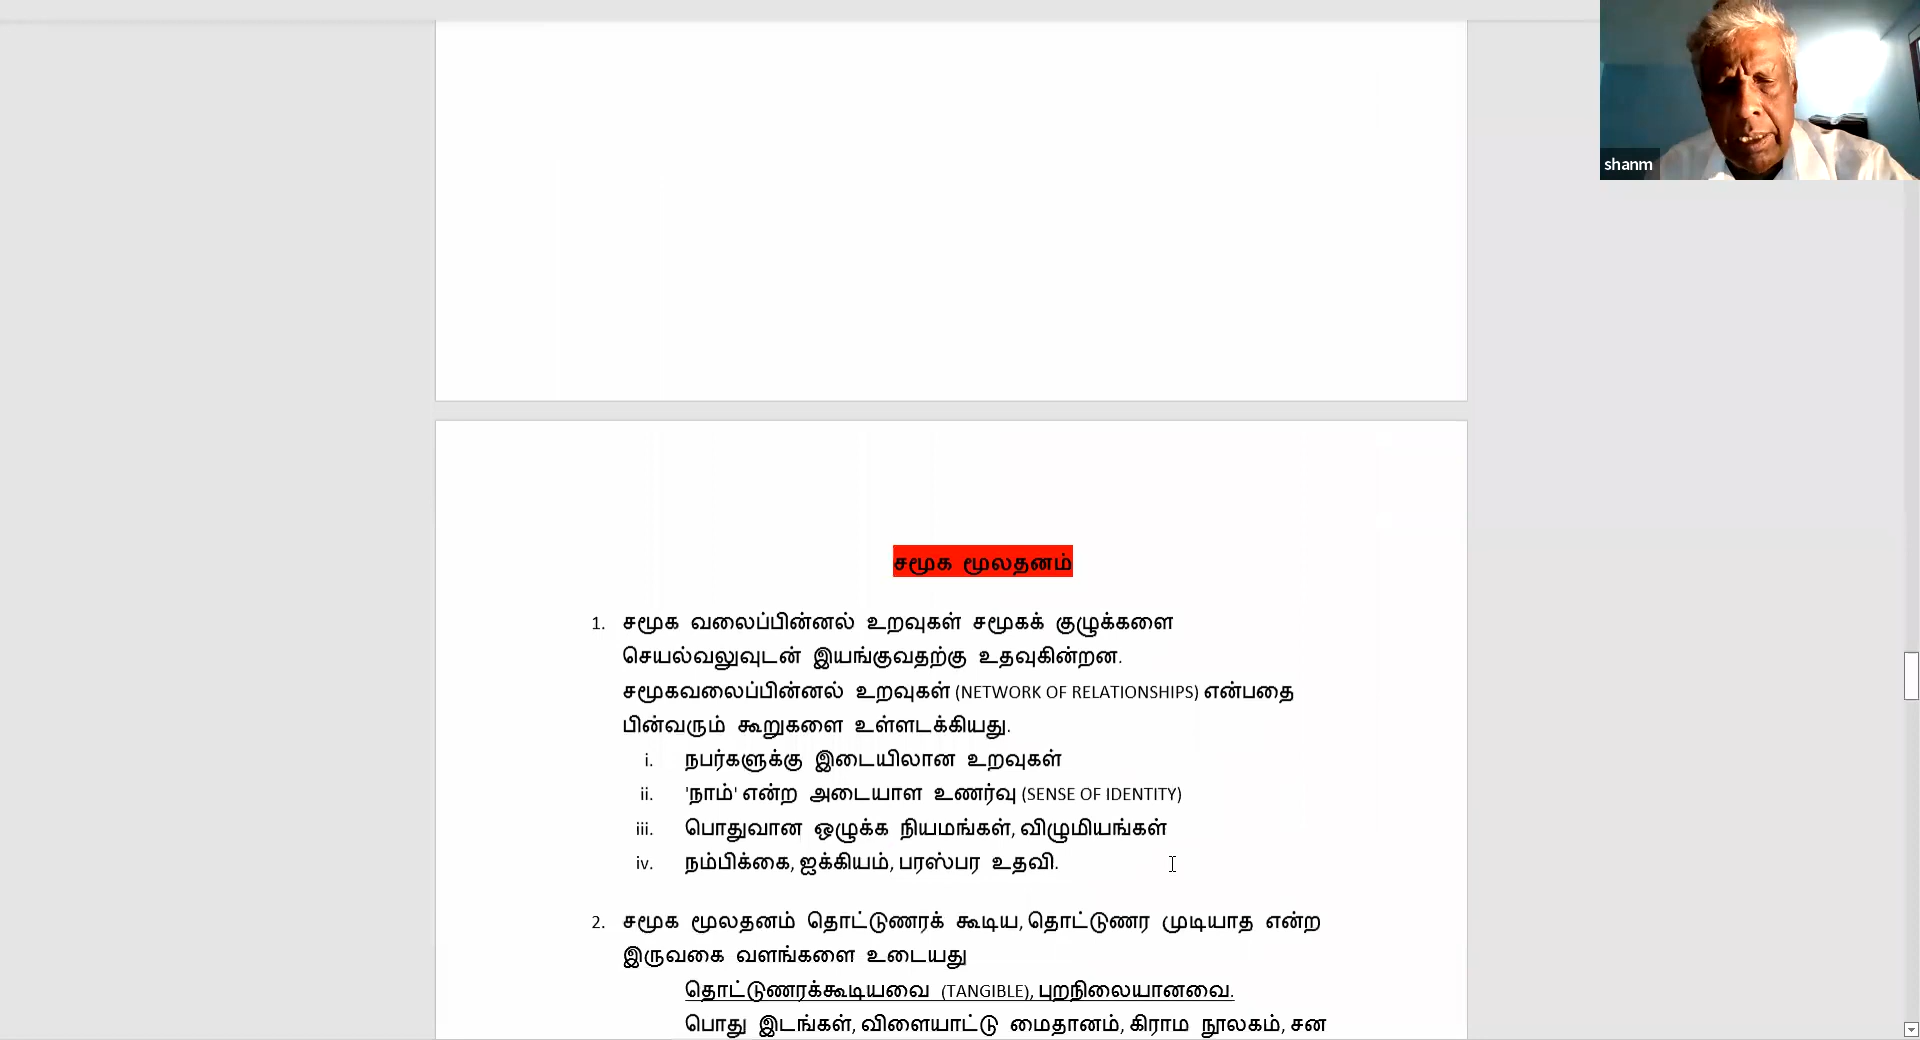 shanm
சமூக மூலதனம்
1. சமூக வலைப்பின்னல் உறவுகள் சமூகக் குழுக்களை
செயல்வலுவுடன் இயங்குவதற்கு உதவுகின்றன.
சமூகவலைப்பின்னல் உறவுகள் (NETWORK OF RELATIONSHIPS) என்பதை
பின்வரும் கூறுகளை உள்ளடக்கியது.
i. நபர்களுக்கு இடையிலான உறவுகள்
ii. 'நாம்' என்ற அடையாள உணர்வு (SENSE OF IDENTITY)
iii. பொதுவான ஒழுக்க நியமங்கள், விழுமியங்கள்
iv. நம்பிக்கை, ஐக்கியம், பரஸ்பர உதவி.
2. சமூக மூலதனம் தொட்டுணரக் கூடிய, தொட்டுணர முடியாத என்ற
இருவகை வளங்களை உடையது
தொட்டுணரக்கூடியவை (TANGIBLE), புறநிலையானவை.
பொது இடங்கள், விளையாட்டு மைதானம், கிராம நூலகம், சன